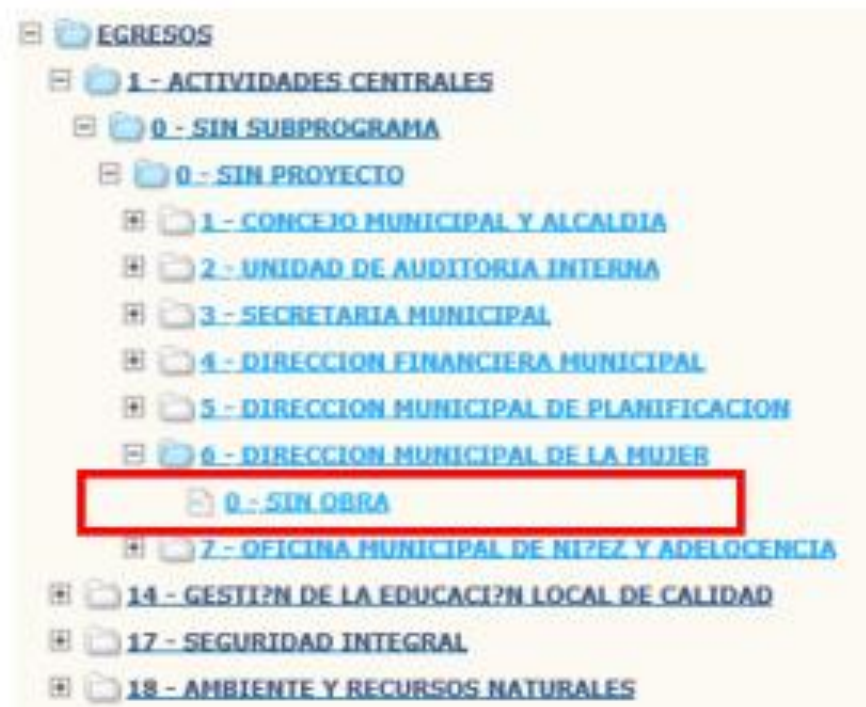 EGRESOS
1 - ACTIVIDADES CENTRALES
0 - SIN SUBPROGRAMA
0 - SIN PROYECTO
1 - CONCEJO MUNICIPAL Y ALCALDIA
2 - UNIDAD DE AUDITORIA INTERNA
3 - SECRETARIA MUNICIPAL
4 - DIRECCION FINANCIERA MUNICIPAL
5 - DIRECCION MUNICIPAL DE PLANIFICACION
6 - DIRECCION MUNICIPAL DE LA MUJER
0 - SIN OBRA
7 - OFICINA MUNICIPAL DE NI?EZ Y ADELOCENCIA
14 - GESTI?N DE LA EDUCACI?N LOCAL DE CALIDAD
17 - SEGURIDAD INTEGRAL
18 - AMBIENTE Y RECURSOS NATURALES